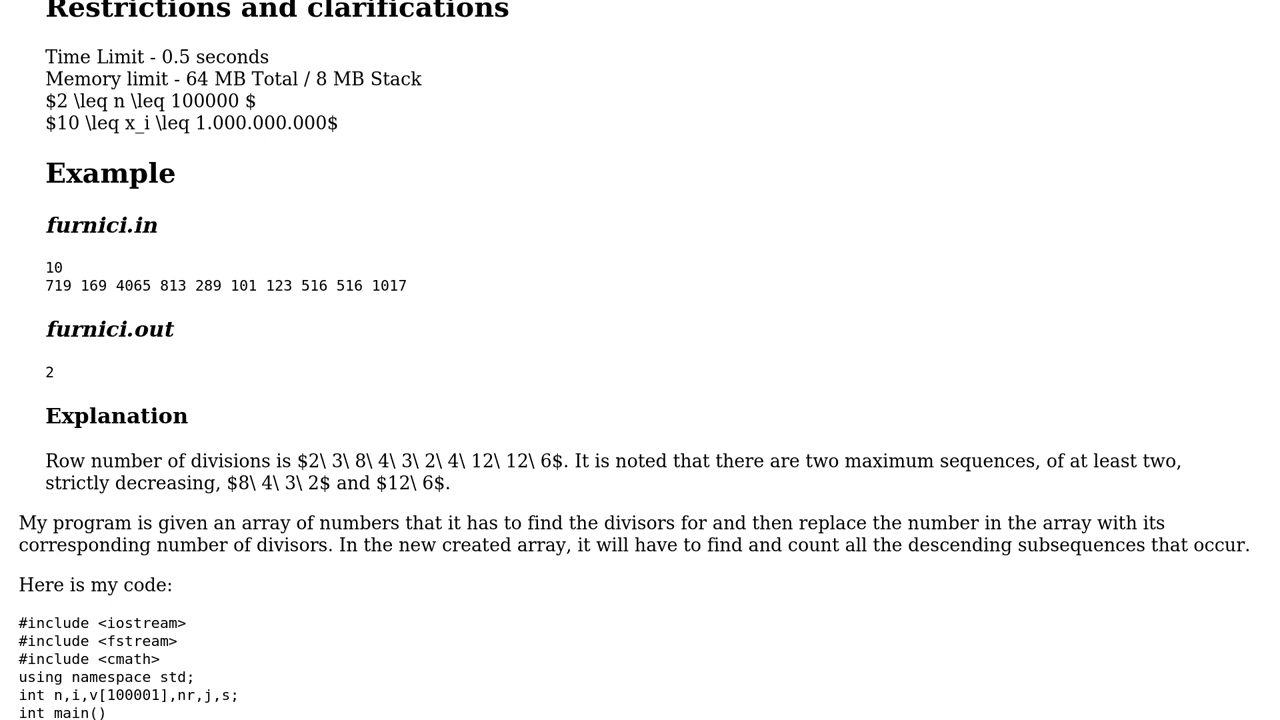 Restrictions and clarifications
Time Limit - 0.5 seconds
Memory limit - 64 MB Total / 8 MB Stack
$2 \leq n \leq 100000 $
$10 \leq x_i \leq 1.000.000.000$
Example
furnici.in
10
719 169 4065 813 289 101 123 516 516 1017
furnici.out
2
Explanation
Row number of divisions is $2\ 3\ 8\ 4\ 3\ 2\ 4\ 12\ 12\ 6$. It is noted that there are two maximum sequences, of at least two,
strictly decreasing, $8\ 4\ 3\ 2$ and $12\ 6$.
My program is given an array of numbers that it has to find the divisors for and then replace the number in the array with its
corresponding number of divisors. In the new created array, it will have to find and count all the descending subsequences that occur.
Here is my code:
#include <iostream>
#include <fstream>
#include <cmath>
using namespace std;
int n,i,v[100001],nr,j,s;
int main()